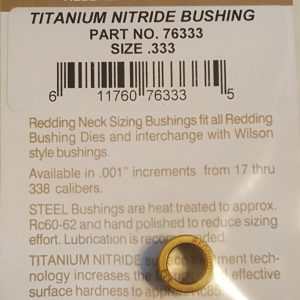 TITANIUM NITRIDE BUSHING
PART NO. 76333
SIZE .333
6 11760 76333 5
Redding Neck Sizing Bushings fit all Redding
Bushing Dies and interchange with Wilson
style bushings.
Available in .001" increments from 17 thru
338 calibers.
STEEL Bushings are heat treated to approx.
Rc60-62 and hand polished to reduce sizing
effort. Lubrication is
TITANIUM NITRIDE tech-
nology increases the effective
surface hardness to